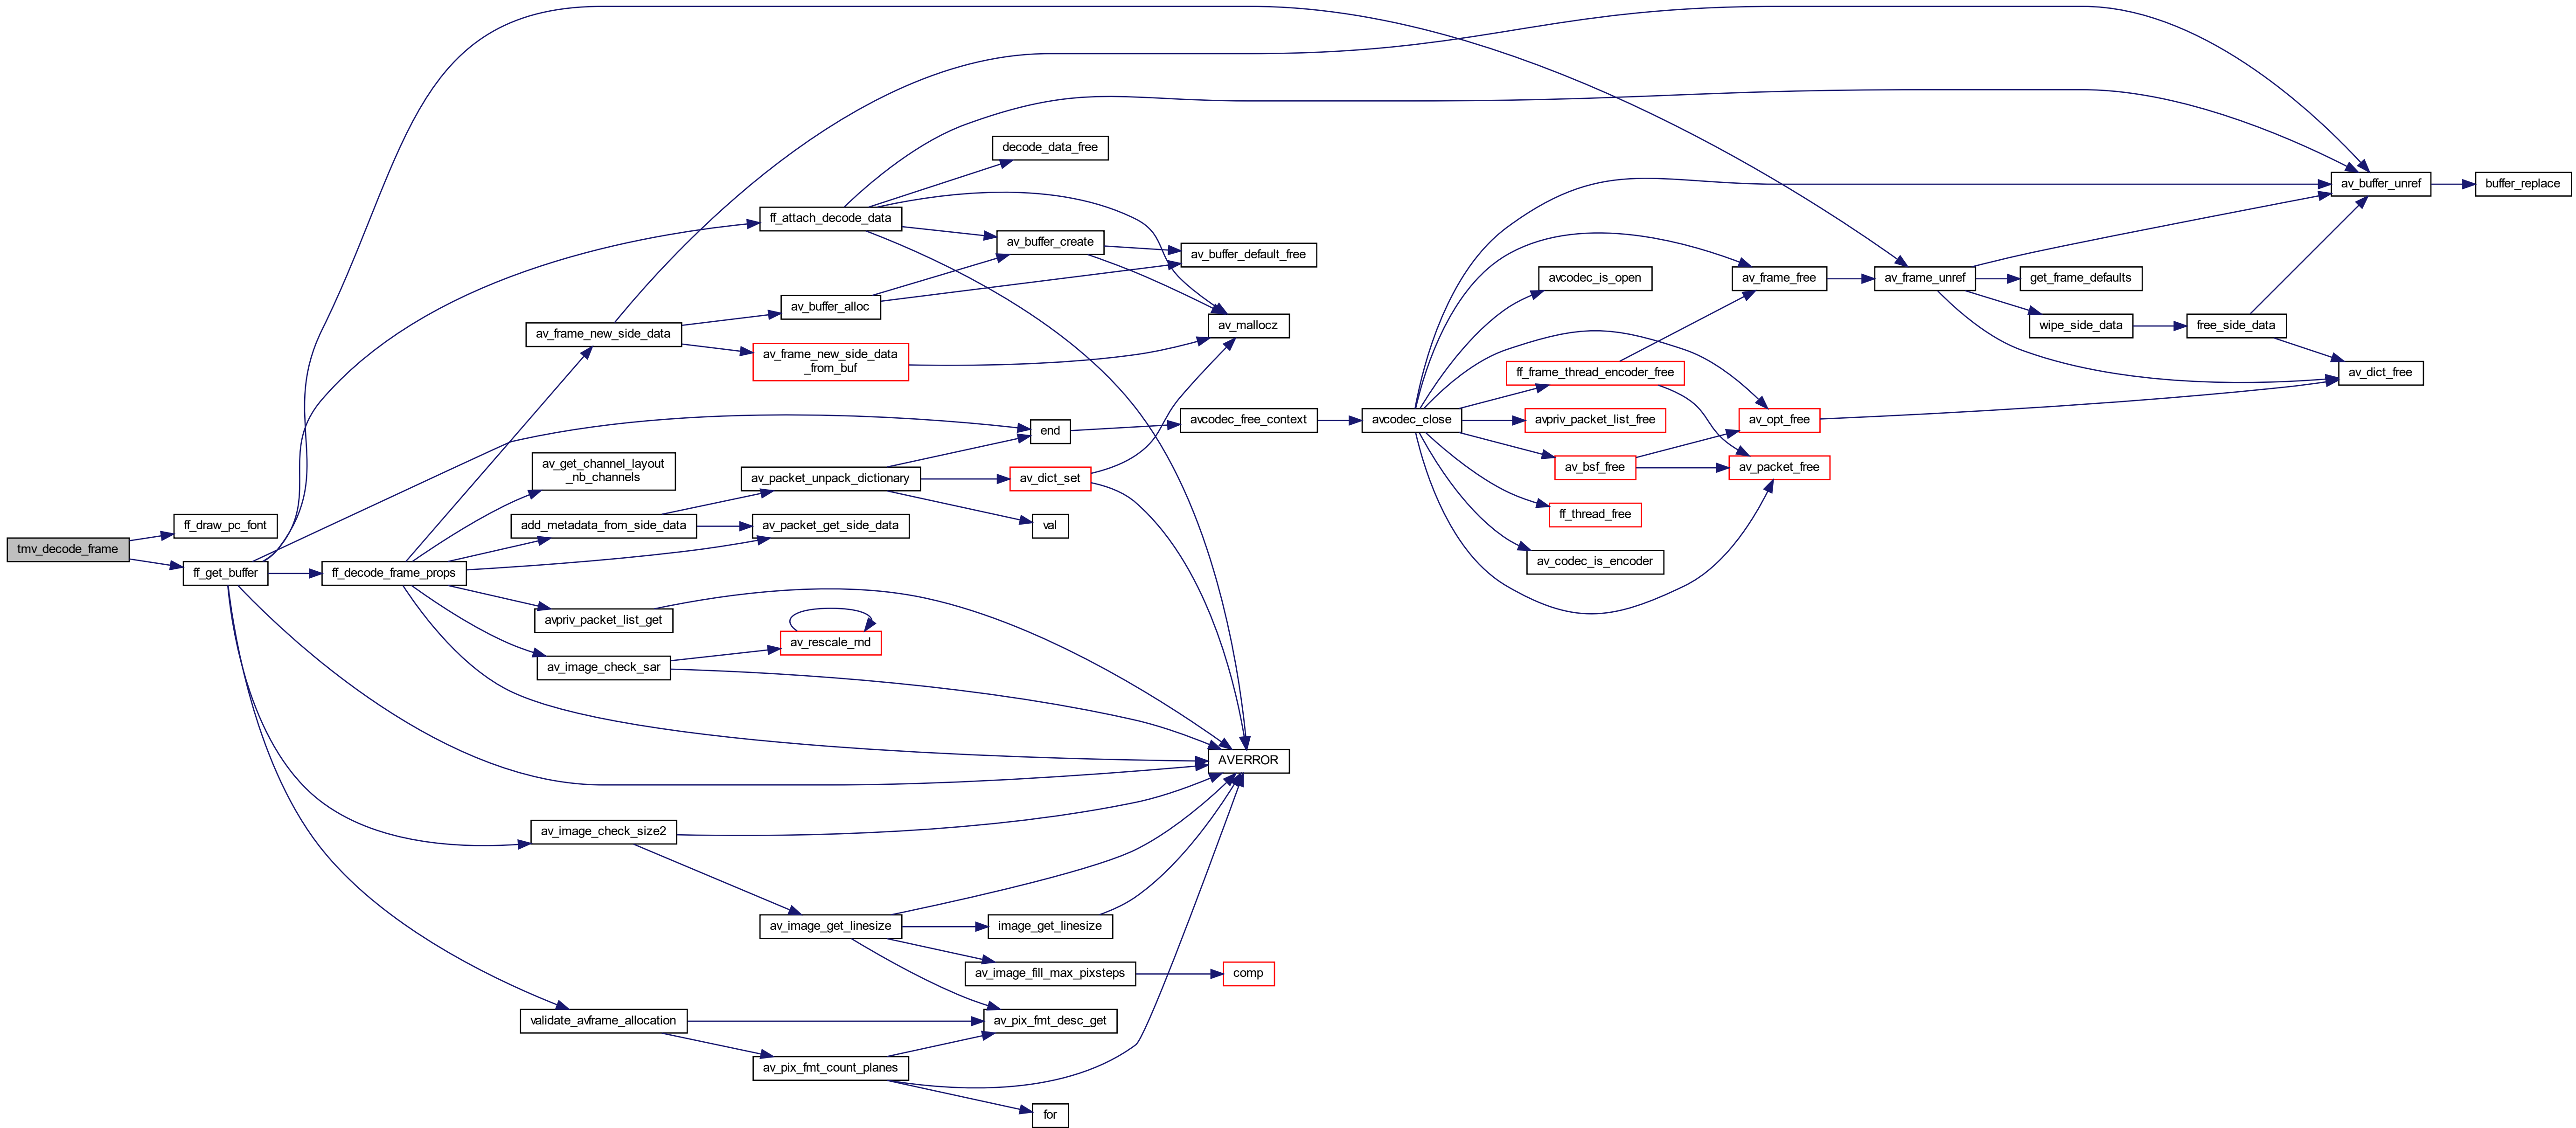 tmv_decode_frame
ff_draw_pc_font
ff_get_buffer
ff_decode_frame_props
av_frame_new_side_data
av_get_channel_layout
_nb_channels
add_metadata_from_side_data
avpriv_packet_list_get
av_image_check_sar
av_image_check_size2
validate_avframe_allocation
ff_attach_decode_data
av_buffer_alloc
av_frame_new_side_data
_from_buf
av_packet_unpack_dictionary
av_packet_get_side_data
av_rescale_rnd
av_image_get_linesize
av_pix_fmt_count_planes
decode_data_free
av_buffer_create
end
av_dict_set
val
image_get_linesize
av_image_fill_max_pixsteps
av_pix_fmt_desc_get
for
av_buffer_default_free
av_mallocz
avcodec_free_context
AVERROR
comp
avcodec_close
avcodec_is_open
ff_frame_thread_encoder_free
avpriv_packet_list_free
av_bsf_free
ff_thread_free
av_codec_is_encoder
av_frame_free
av_opt_free
av_packet_free
av_frame_unref
get_frame_defaults
wipe_side_data
free_side_data
av_buffer_unref
av_dict_free
buffer_replace